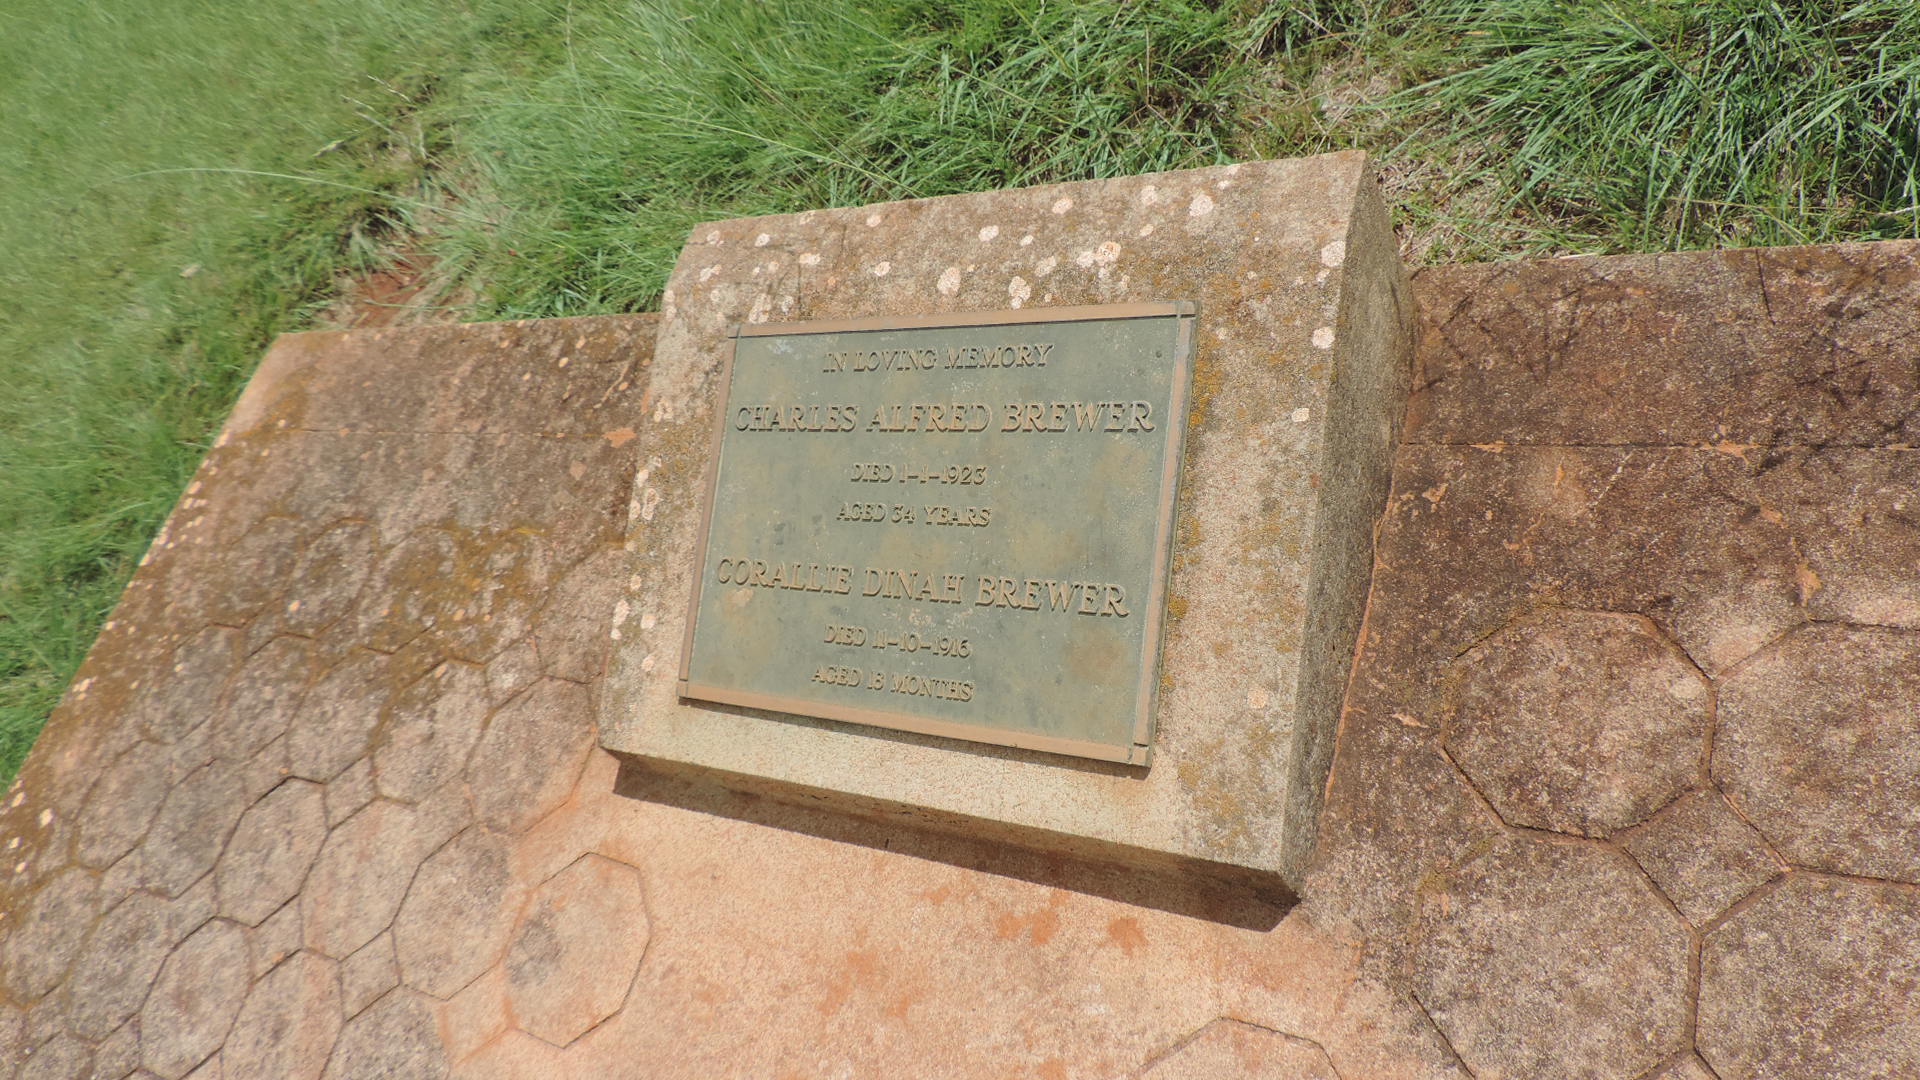 IN LOVING MEMORY
CHARLES ALFRED BREWER
DIED 1-1-1923
AGED 34 YEARS
CORALLIE DINAH BREWER
DIED 11-10-1916
AGED 18 MONTHS